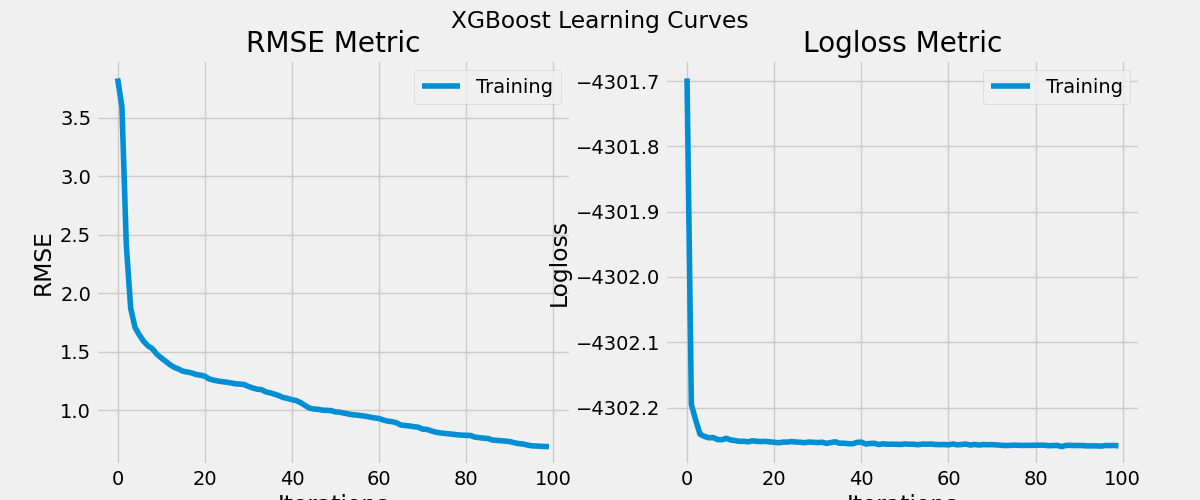 XGBoost Learning Curves
RMSE Metric
Training
RMSE
3.5
3.0
2.5
2.0
1.5
1.0
0 20 40 60 80 100
Iterations
Logloss Metric
Training
Logloss
−4301.7
−4301.8
−4301.9
−4302.0
−4302.1
−4302.2
0 20 40 60 80 100
Iterations